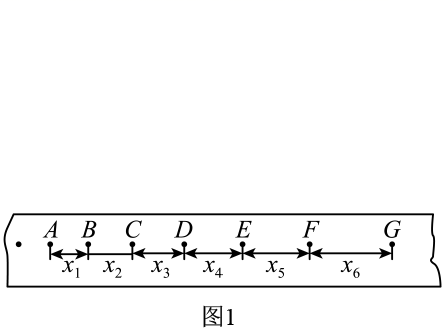 A B C D E F G
x₁ x₂ x₃ x₄ x₅ x₆
图1